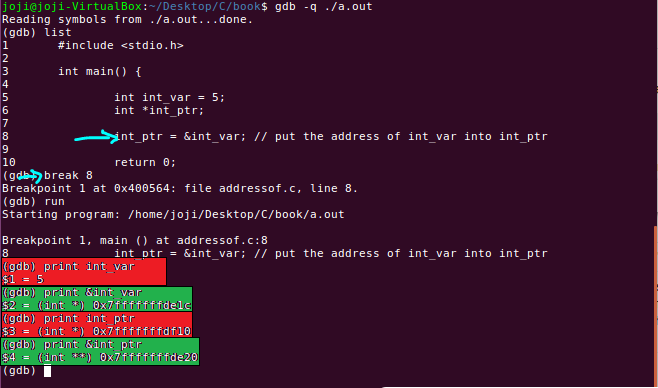 joji@joji-VirtualBox:~/Desktop/C/book$ gdb -q ./a.out
Reading symbols from ./a.out...done.
(gdb) list
1 #include <stdio.h>
2
3 int main() {
4
5 int int_var = 5;
6 int *int_ptr;
7
8 int_ptr = &int_var; // put the address of int_var into int_ptr
9
10 return 0;
(gdb) break 8
Breakpoint 1 at 0x400564: file addressof.c, line 8.
(gdb) run
Starting program: /home/joji/Desktop/C/book/a.out
Breakpoint 1, main () at addressof.c:8
8 int_ptr = &int_var; // put the address of int_var into int_ptr
(gdb) print int_var
$1 = 5
(gdb) print &int_var
$2 = (int *) 0x7fffffffde1c
(gdb) print int_ptr
$3 = (int *) 0x7fffffffdf10
(gdb) print &int_ptr
$4 = (int **) 0x7fffffffde20
(gdb)